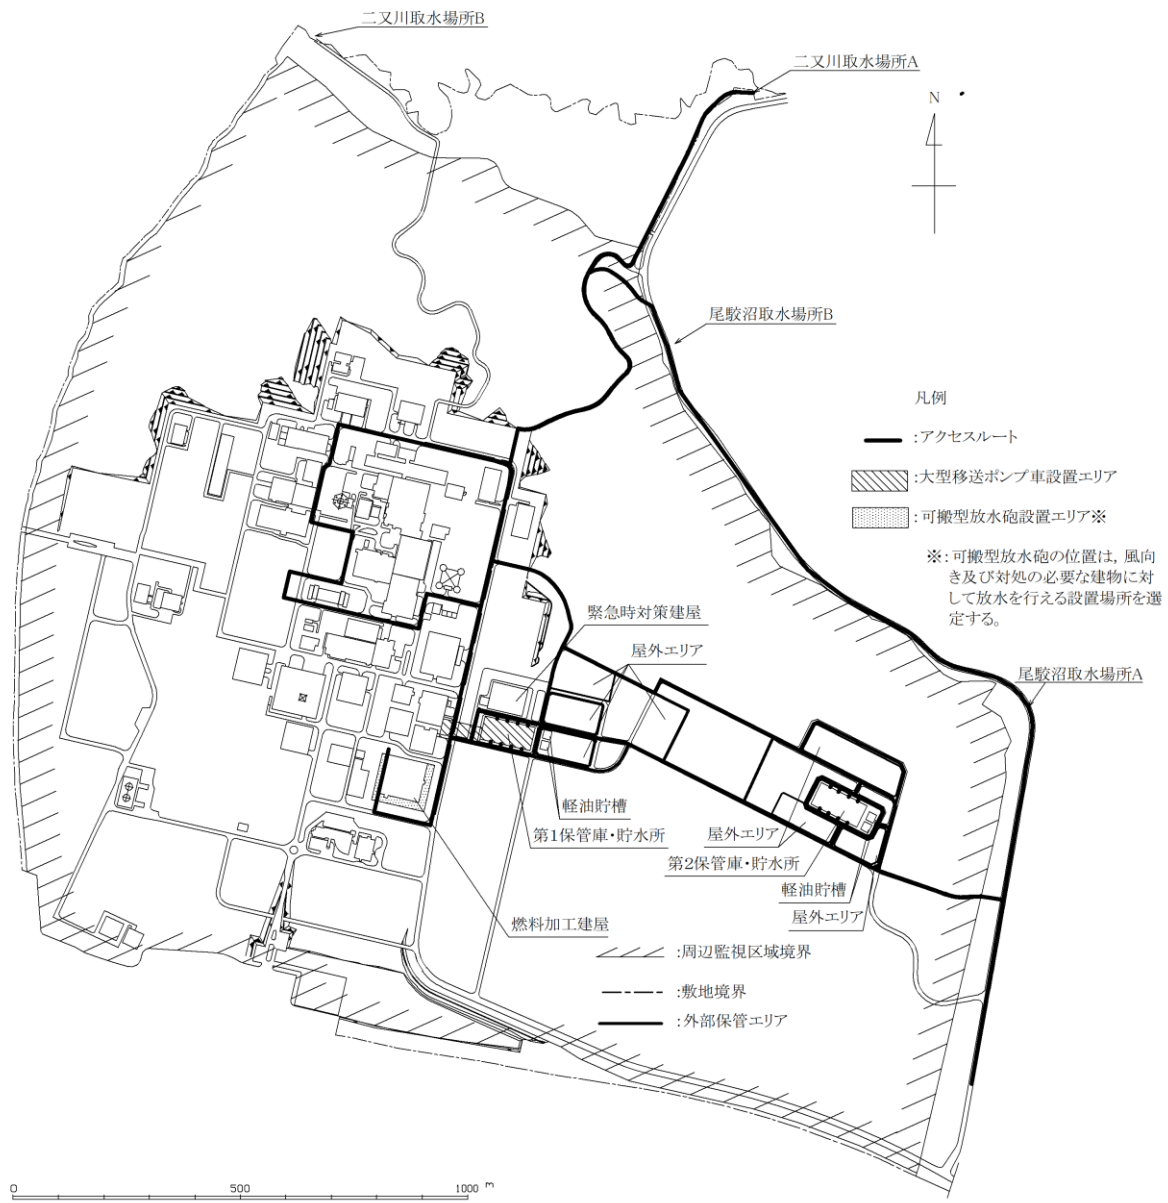 二又川取水場所B
二又川取水場所A
N
尾駮沼取水場所B
凡例
:アクセスルート
:大型移送ポンプ車設置エリア
:可搬型放水砲設置エリア※
※:可搬型放水砲の位置は，風向
き及び対処の必要な建物に対
して放水を行える設置場所を選
定する。
緊急時対策建屋
屋外エリア
尾駮沼取水場所A
軽油貯槽
第1保管庫・貯水所
屋外エリア
第2保管庫・貯水所
軽油貯槽
屋外エリア
燃料加工建屋
:周辺監視区域境界
:敷地境界
:外部保管エリア
0 500 1000 m